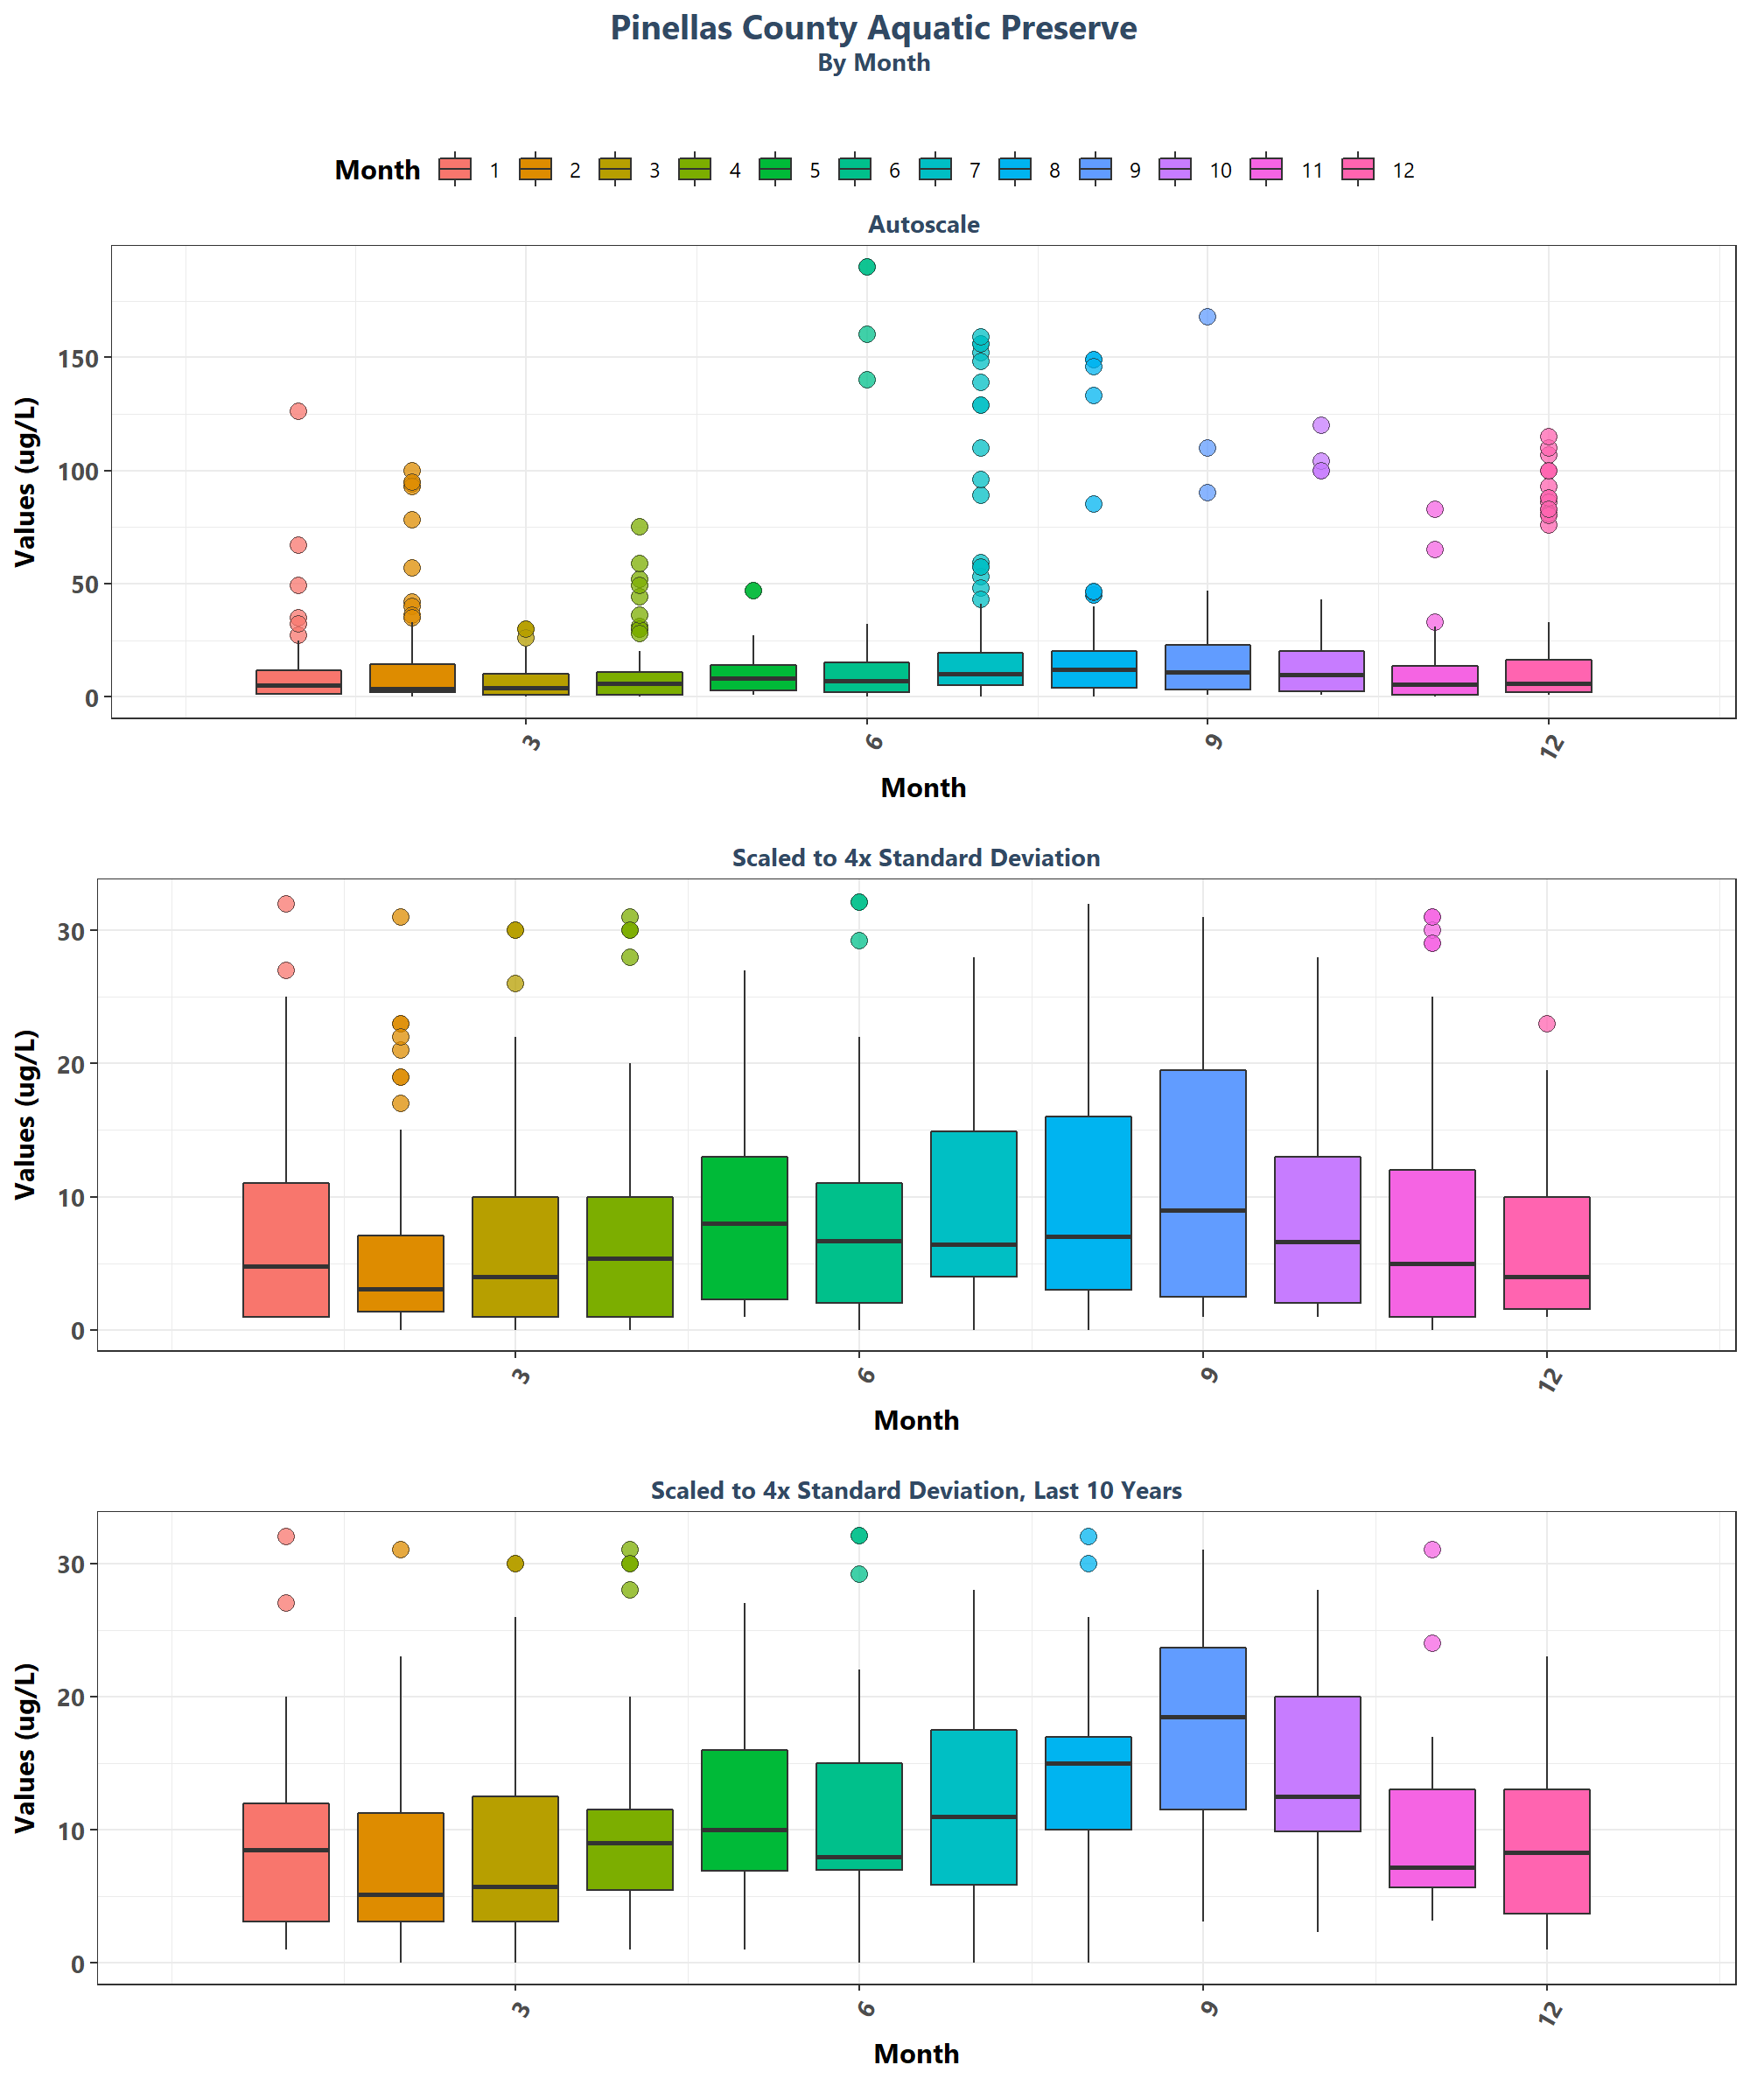 Pinellas County Aquatic Preserve
By Month
Month 1 2 3 4 5 6 7 8 9 10 11 12
Autoscale
Values (ug/L)
150
100
50
0
3 6 9 12
Month
Scaled to 4x Standard Deviation
Values (ug/L)
30
20
10
0
3 6 9 12
Month
Scaled to 4x Standard Deviation, Last 10 Years
Values (ug/L)
30
20
10
0
3 6 9 12
Month